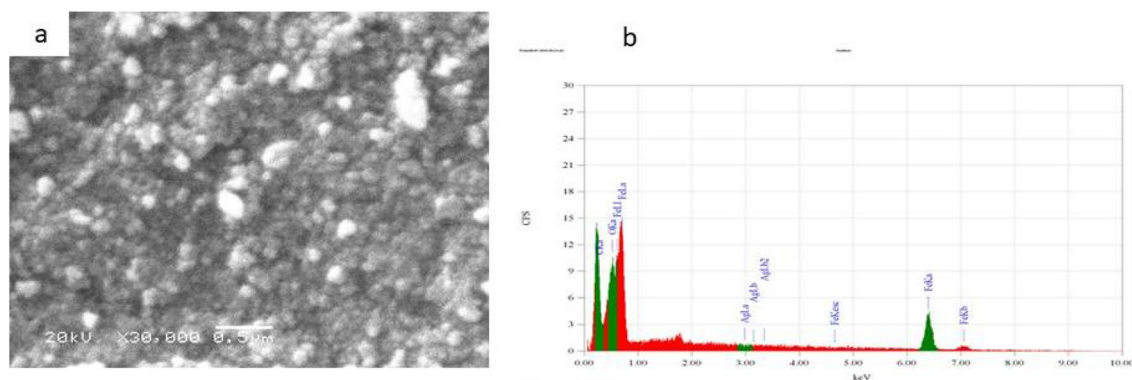 a
20kV X30,000 0.5µm
b
CPS
30
27
24
21
18
15
12
9
6
3
0
CKa
OKa
FeLl
FeLa
AgLa
AgLb
AgLb2
FeKesc
FeKa
FeKb
0.00 1.00 2.00 3.00 4.00 5.00 6.00 7.00 8.00 9.00 10.00
keV